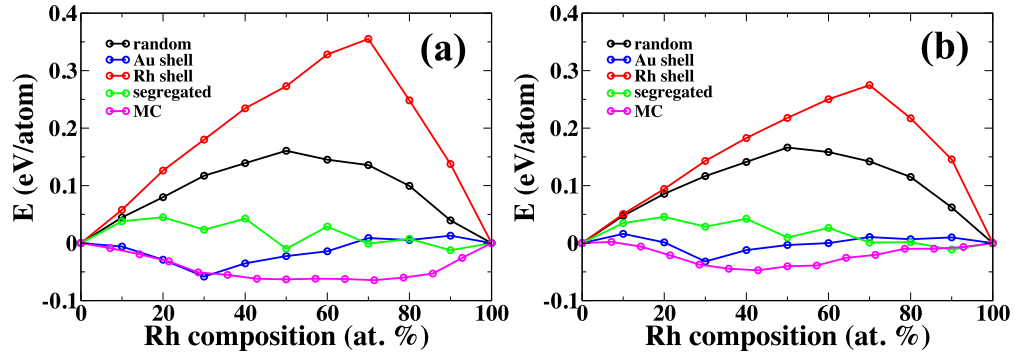 (a)
random
Au shell
Rh shell
segregated
MC
E (eV/atom)
0.4
0.3
0.2
0.1
0
-0.1
0 20 40 60 80 100
Rh composition (at. %)
(b)
random
Au shell
Rh shell
segregated
MC
E (eV/atom)
0.4
0.3
0.2
0.1
0
-0.1
0 20 40 60 80 100
Rh composition (at. %)